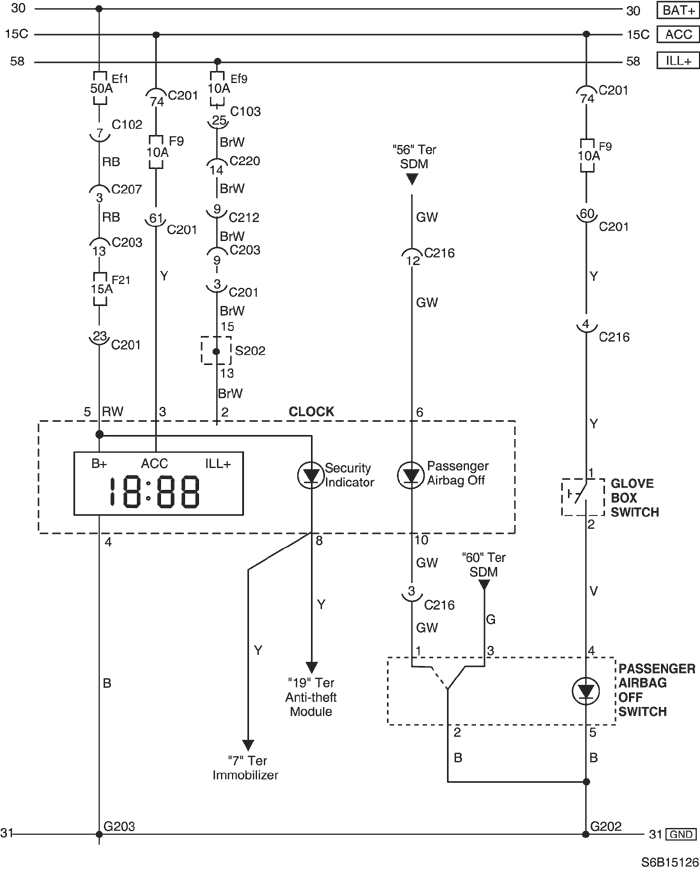 30 30 BAT+
15C 15C ACC
58 58 ILL+
Ef1
50A
C102
7
RB
C207
3
RB
C203
13
F21
15A
23
C201
5 RW
C201
74
F9
10A
61
C201
Y
3
Ef9
10A
C103
25
BrW
C220
14
BrW
9
C212
BrW
C203
9
3
C201
BrW
15
S202
13
BrW
2
"56" Ter
SDM
GW
C216
12
GW
6
C201
74
F9
10A
60
C201
Y
4
C216
Y
1
GLOVE
BOX
SWITCH
2
V
CLOCK
B+ ACC ILL+
18:88
Security
Indicator
Passenger
Airbag Off
4
8
10
GW
3
C216
GW
"60" Ter
SDM
G
Y
Y
"19" Ter
Anti-theft
Module
"7" Ter
Immobilizer
B
1 3 4
PASSENGER
AIRBAG
OFF
SWITCH
2 5
B B
31 G203 G202 31 GND
S6B15126